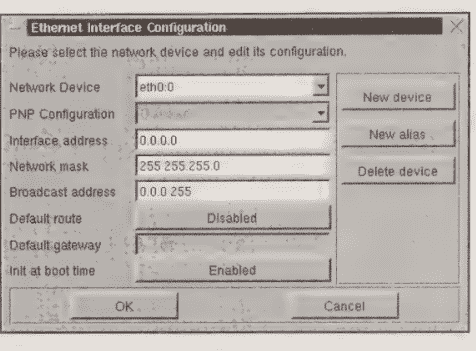 Ethernet Interface Configuration
Please select the network device and edit its configuration.
Network Device eth0:0
PNP Configuration
Interface address 0.0.0.0
Network mask 255.255.255.0
Broadcast address 0.0.0.255
Default route Disabled
Default gateway
Init at boot time Enabled
New device
New alias
Delete device
OK Cancel